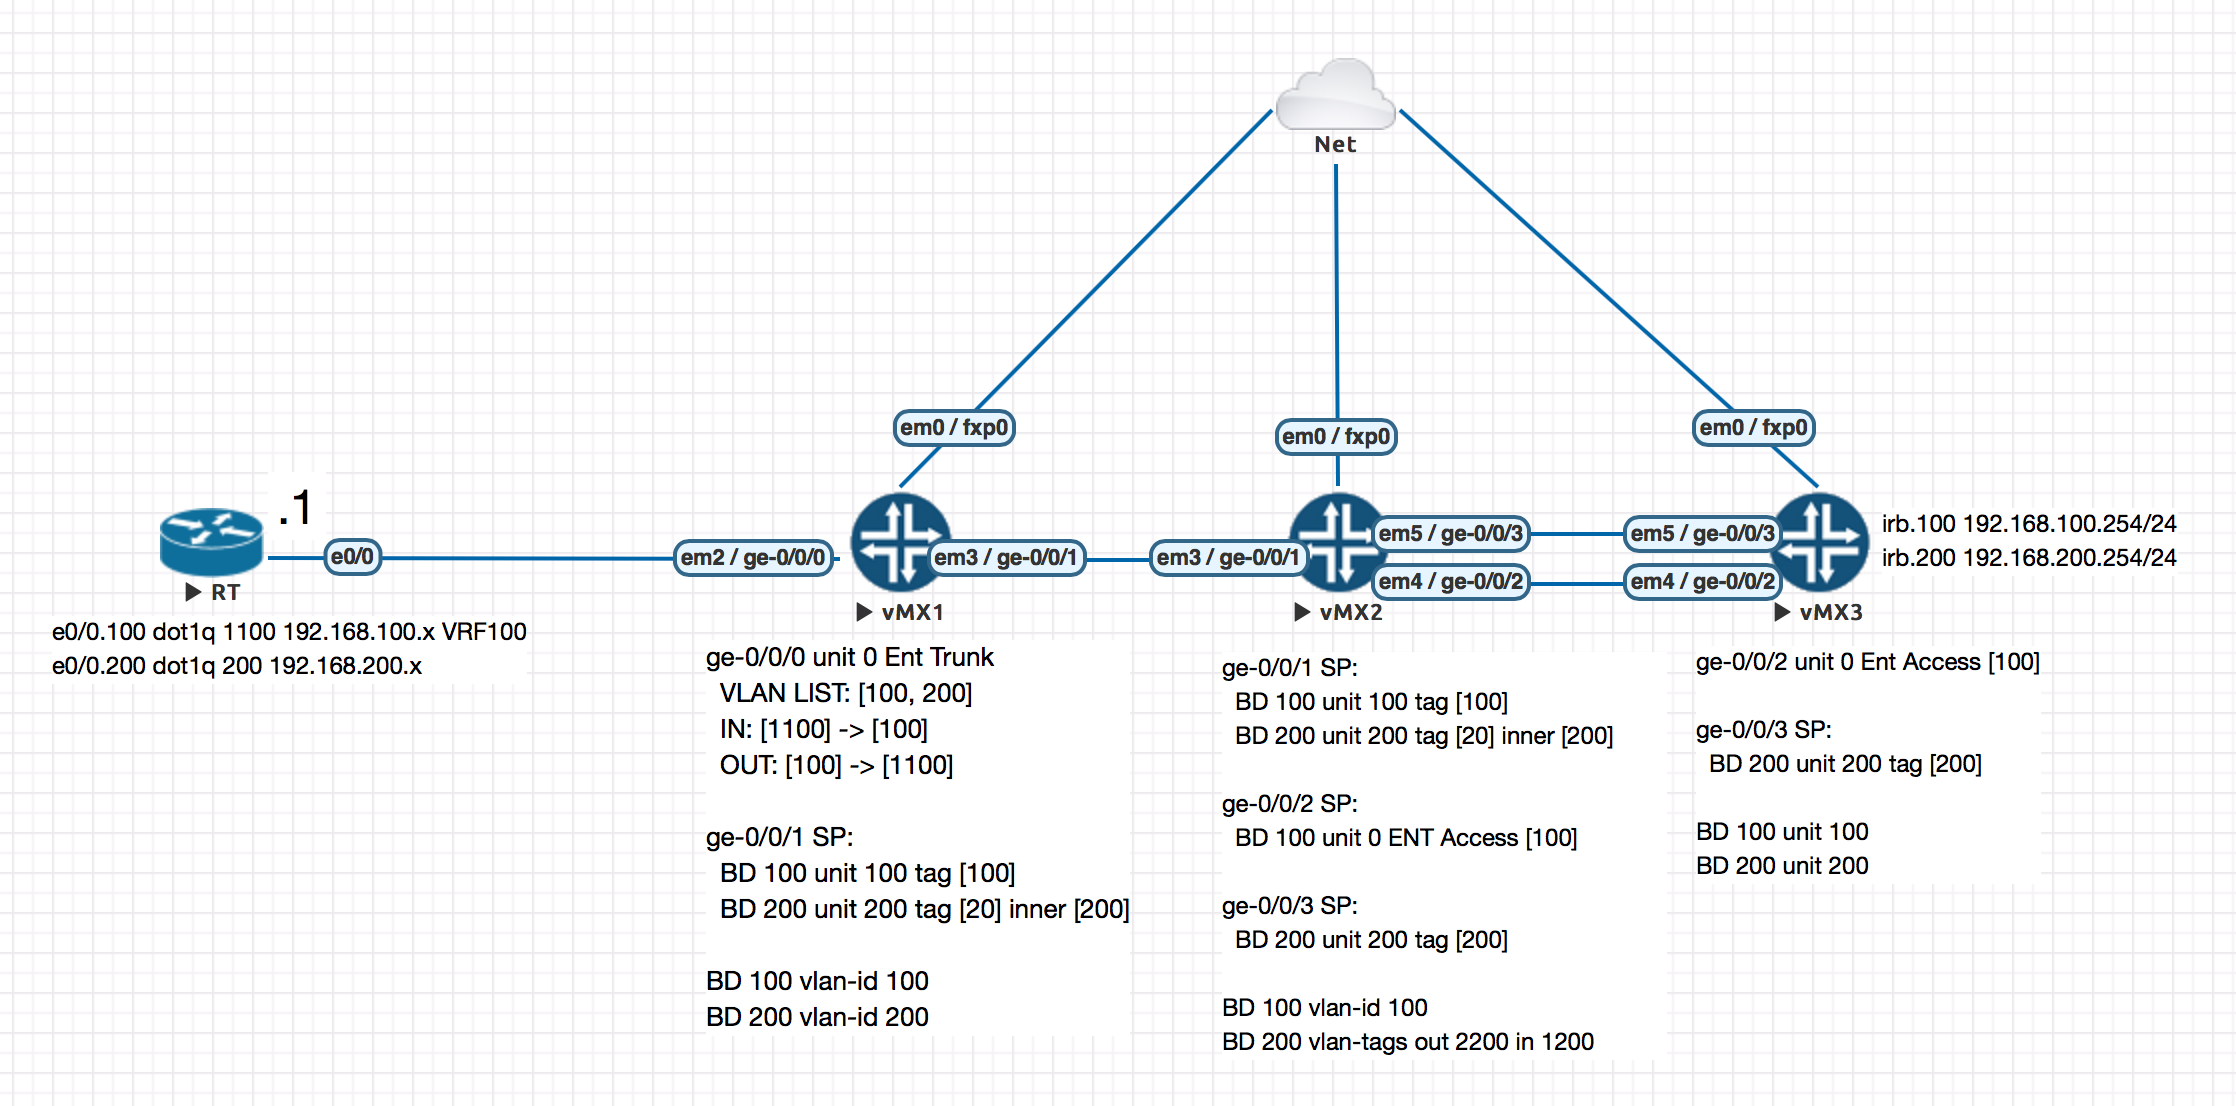 Net
em0 / fxp0
em0 / fxp0
em0 / fxp0
.1
e0/0
em2 / ge-0/0/0
em3 / ge-0/0/1
em3 / ge-0/0/1
em5 / ge-0/0/3
em5 / ge-0/0/3
em4 / ge-0/0/2
em4 / ge-0/0/2
irb.100 192.168.100.254/24
irb.200 192.168.200.254/24
RT
vMX1
vMX2
vMX3
e0/0.100 dot1q 1100 192.168.100.x VRF100
e0/0.200 dot1q 200 192.168.200.x
ge-0/0/0 unit 0 Ent Trunk
VLAN LIST: [100, 200]
IN: [1100] -> [100]
OUT: [100] -> [1100]
ge-0/0/1 SP:
BD 100 unit 100 tag [100]
BD 200 unit 200 tag [20] inner [200]
BD 100 vlan-id 100
BD 200 vlan-id 200
ge-0/0/1 SP:
BD 100 unit 100 tag [100]
BD 200 unit 200 tag [20] inner [200]
ge-0/0/2 SP:
BD 100 unit 0 ENT Access [100]
ge-0/0/3 SP:
BD 200 unit 200 tag [200]
BD 100 vlan-id 100
BD 200 vlan-tags out 2200 in 1200
ge-0/0/2 unit 0 Ent Access [100]
ge-0/0/3 SP:
BD 200 unit 200 tag [200]
BD 100 unit 100
BD 200 unit 200